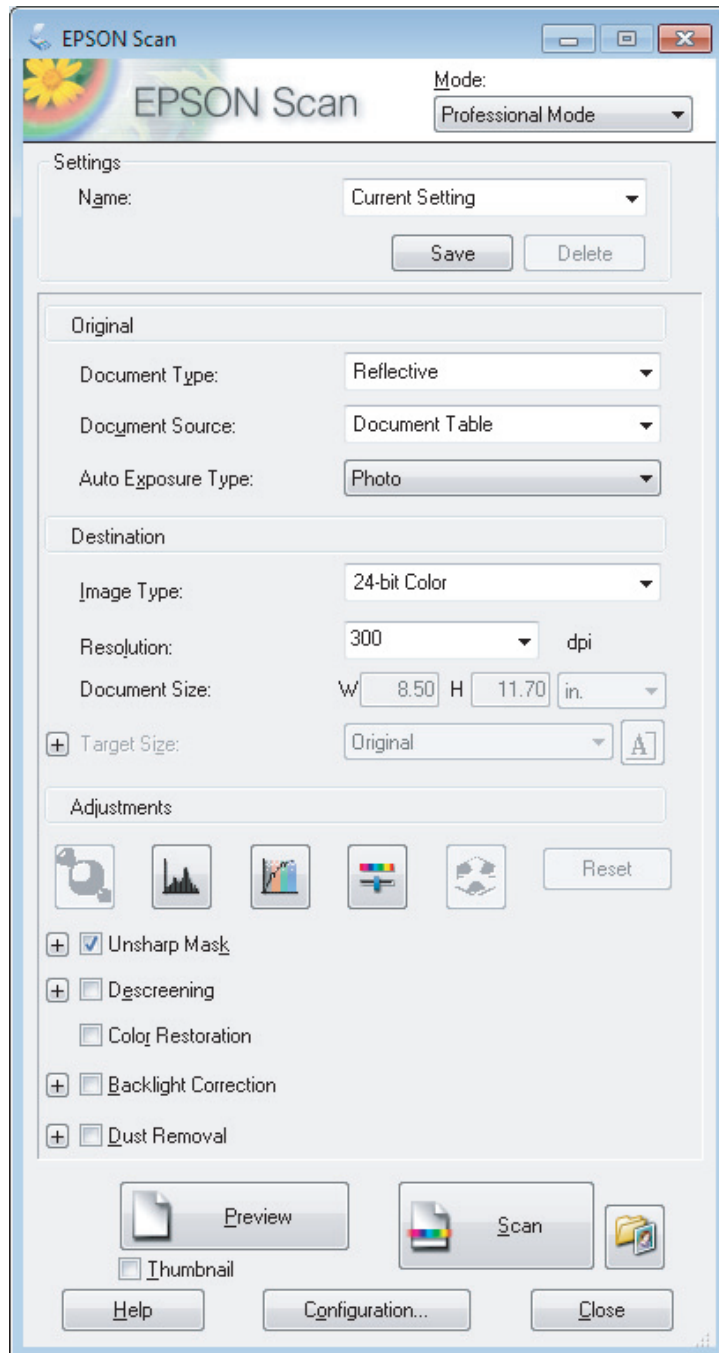 EPSON Scan
EPSON Scan
Mode:
Professional Mode
Settings
Name:
Current Setting
Save
Delete
Original
Document Type:
Reflective
Document Source:
Document Table
Auto Exposure Type:
Photo
Destination
Image Type:
24-bit Color
Resolution:
300
dpi
Document Size:
W
8.50
H
11.70
in.
Target Size:
Original
A
Adjustments
Reset
Unsharp Mask
Descreening
Color Restoration
Backlight Correction
Dust Removal
Preview
Scan
Thumbnail
Help
Configuration...
Close